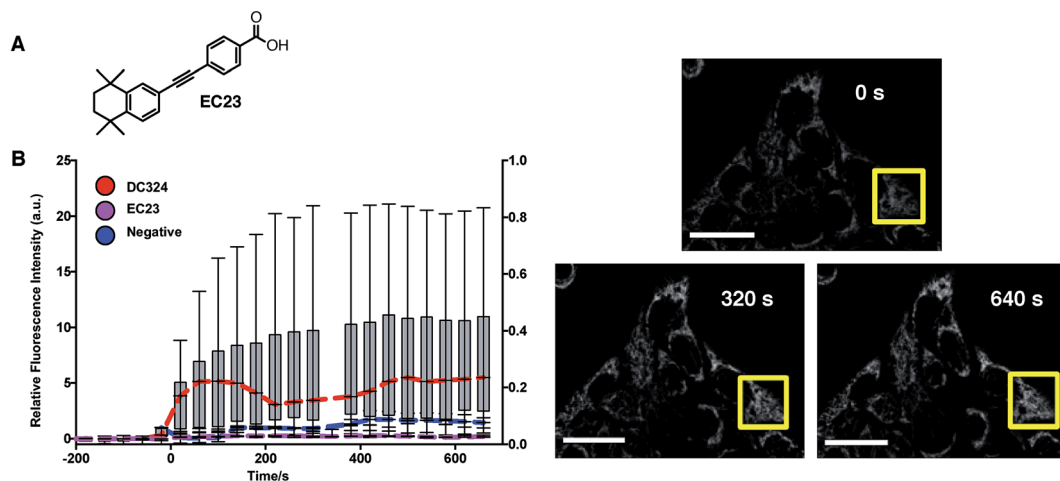 A
O
OH
EC23
B
Relative Fluorescence Intensity (a.u.)
25
20
15
10
5
0
DC324
EC23
Negative
1.0
0.8
0.6
0.4
0.2
0.0
-200
0
200
400
600
Time/s
0 s
320 s
640 s